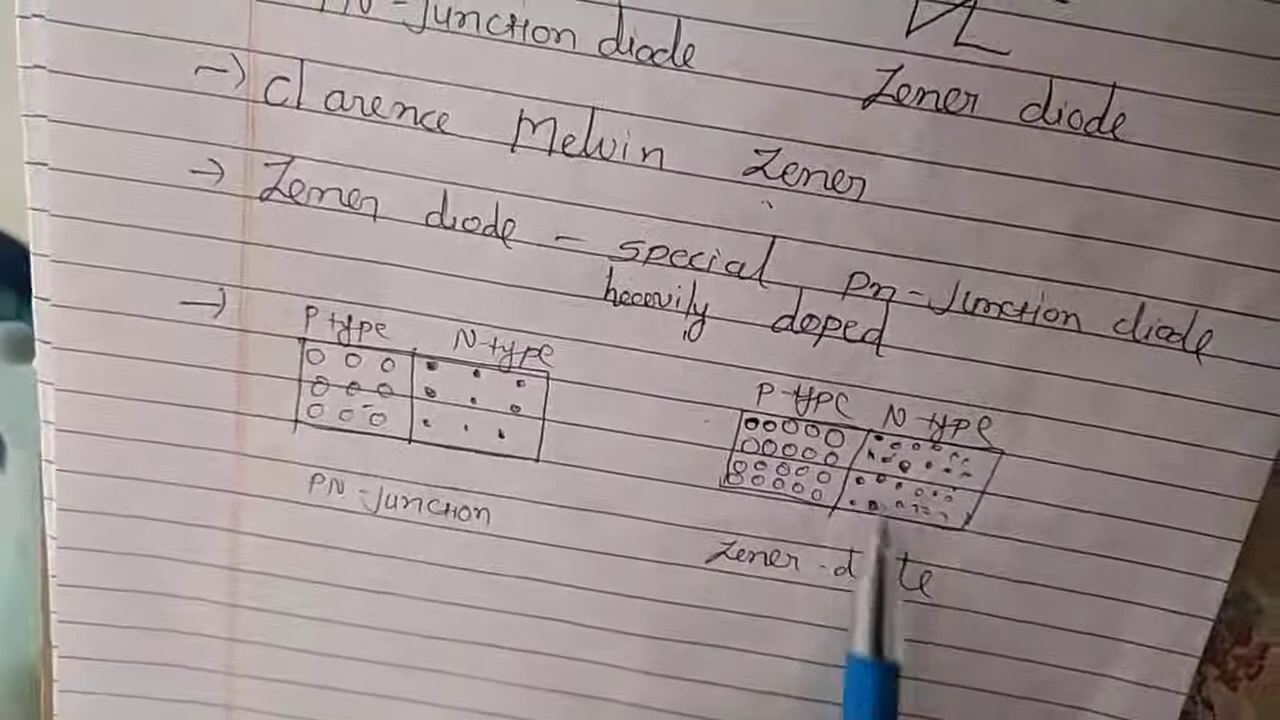 PN-Junction diode
Zener diode
→ Clarence Melvin Zener
→ Zener diode - special pn-Junction diode
heavily doped
→
P type N-type
P-type N-type
PN-Junction
Zener-d